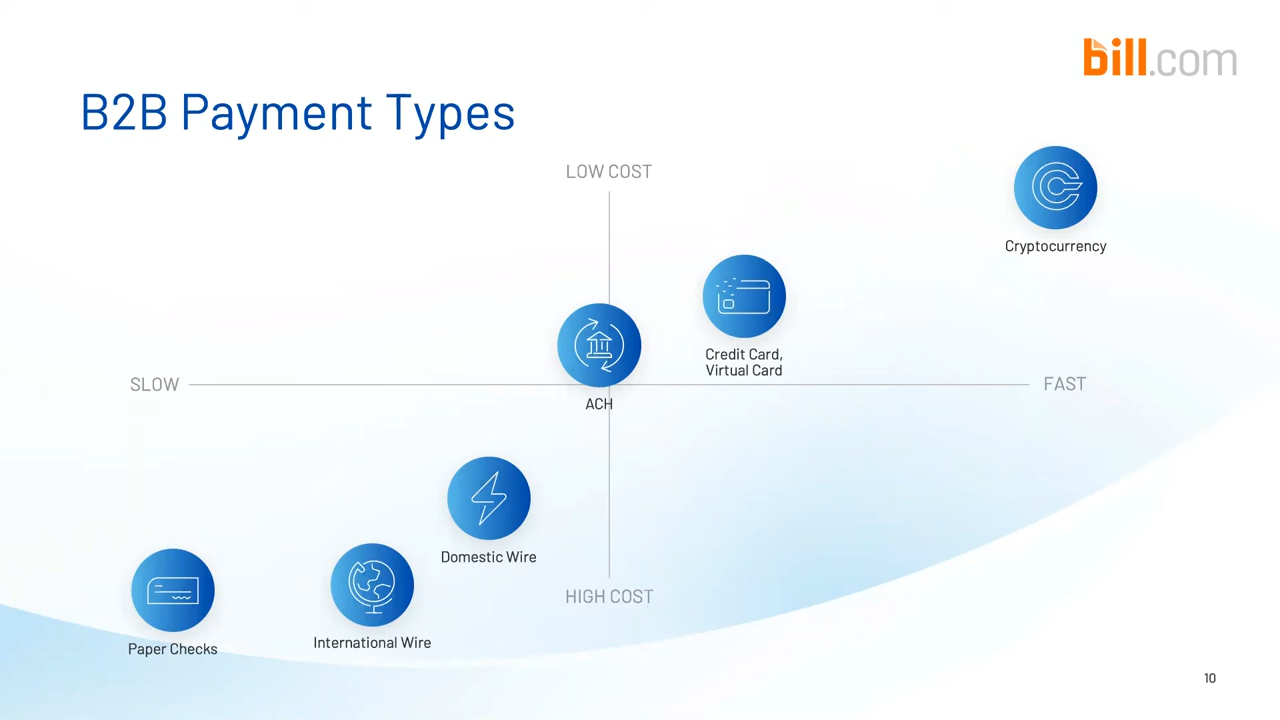 bill.com
B2B Payment Types
LOW COST
Cryptocurrency
Credit Card,
Virtual Card
SLOW
FAST
ACH
Domestic Wire
HIGH COST
International Wire
Paper Checks
10